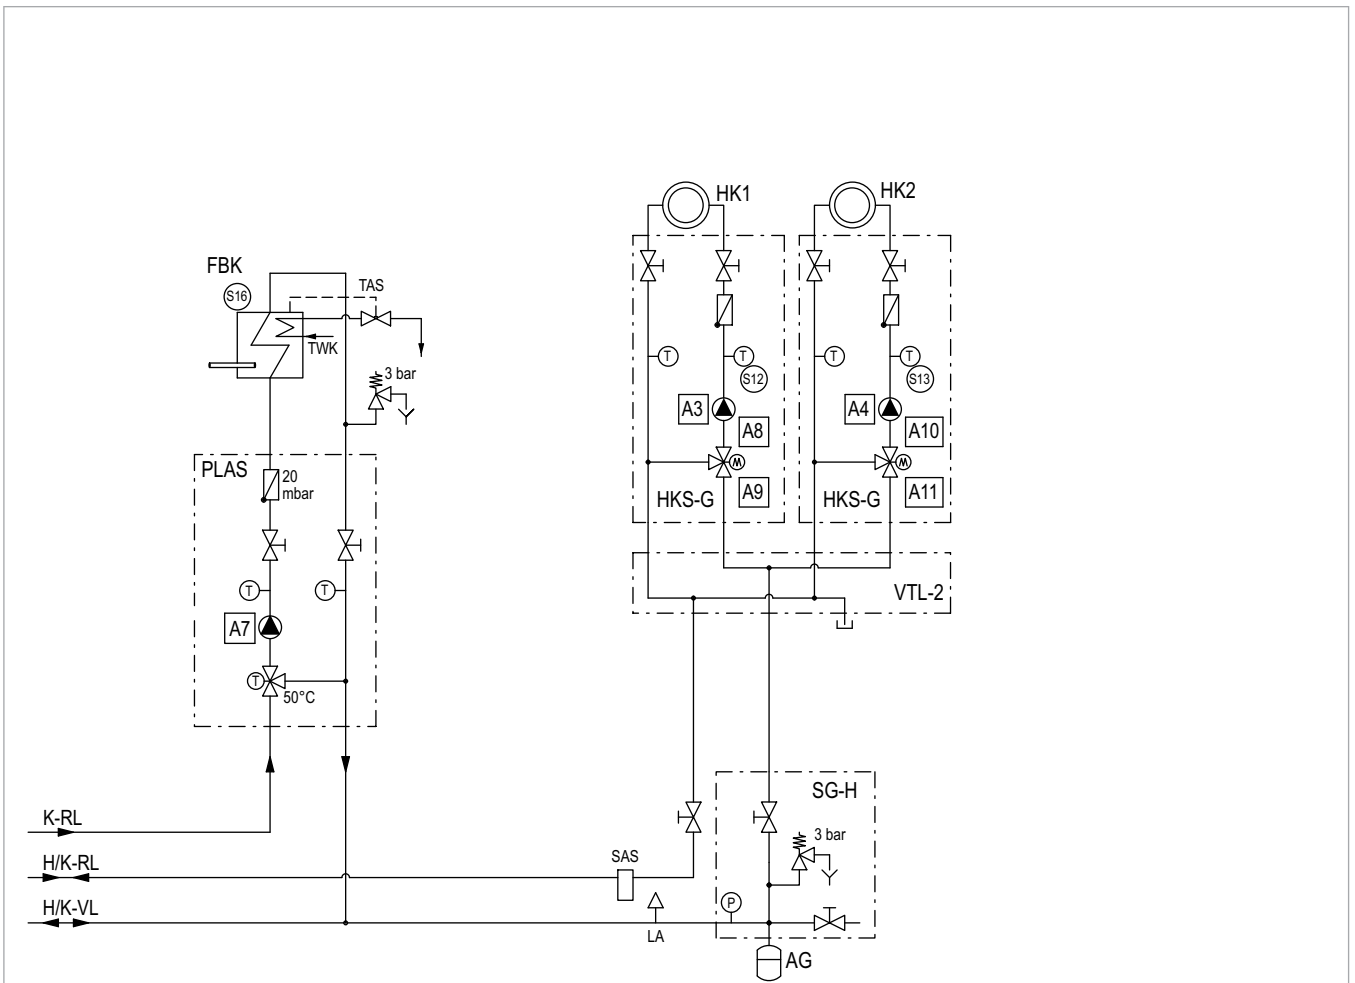 HK1
HK2
FBK
S16
TAS
TWK
3 bar
T
T
T
T
S12
S13
A3
A8
A4
A10
M
M
HKS-G
A9
HKS-G
A11
PLAS
20
mbar
T
T
VTL-2
A7
T
50°C
SG-H
K-RL
3 bar
H/K-RL
SAS
H/K-VL
P
LA
AG